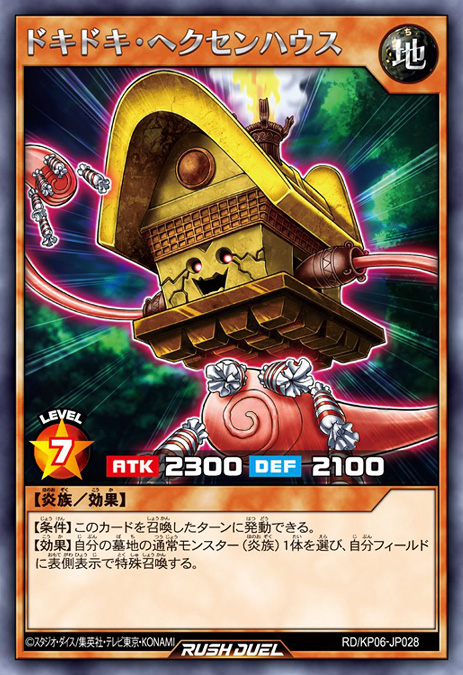 ドキドキ・ヘクセンハウス
地
LEVEL
7
ATK 2300 DEF 2100
【炎族/効果】
【条件】このカードを召喚したターンに発動できる。
【効果】自分の墓地の通常モンスター(炎族)1体を選び、自分フィールド
に表側表示で特殊召喚する。
©スタジオ・ダイス/集英社・テレビ東京・KONAMI
RUSH DUEL
RD/KP06-JP028